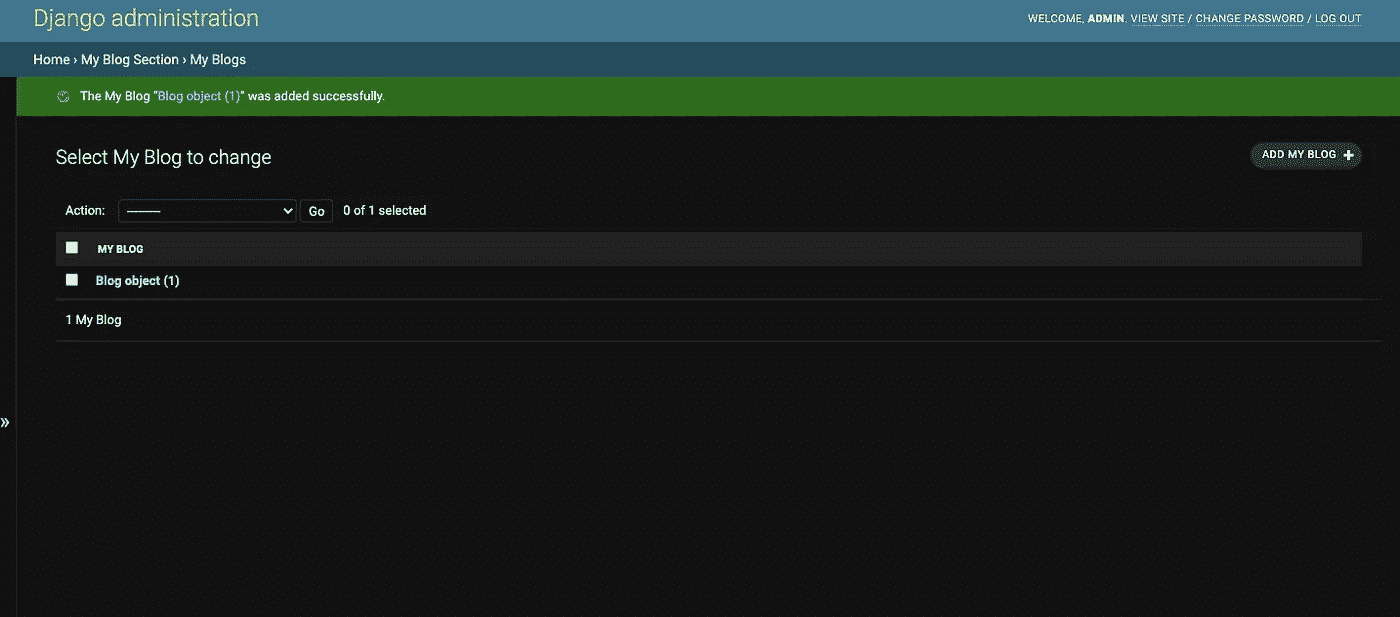 Django administration
WELCOME, ADMIN. VIEW SITE / CHANGE PASSWORD / LOG OUT
Home › My Blog Section › My Blogs
The My Blog “Blog object (1)” was added successfully.
Select My Blog to change
ADD MY BLOG +
Action: --------- Go 0 of 1 selected
MY BLOG
Blog object (1)
1 My Blog
»